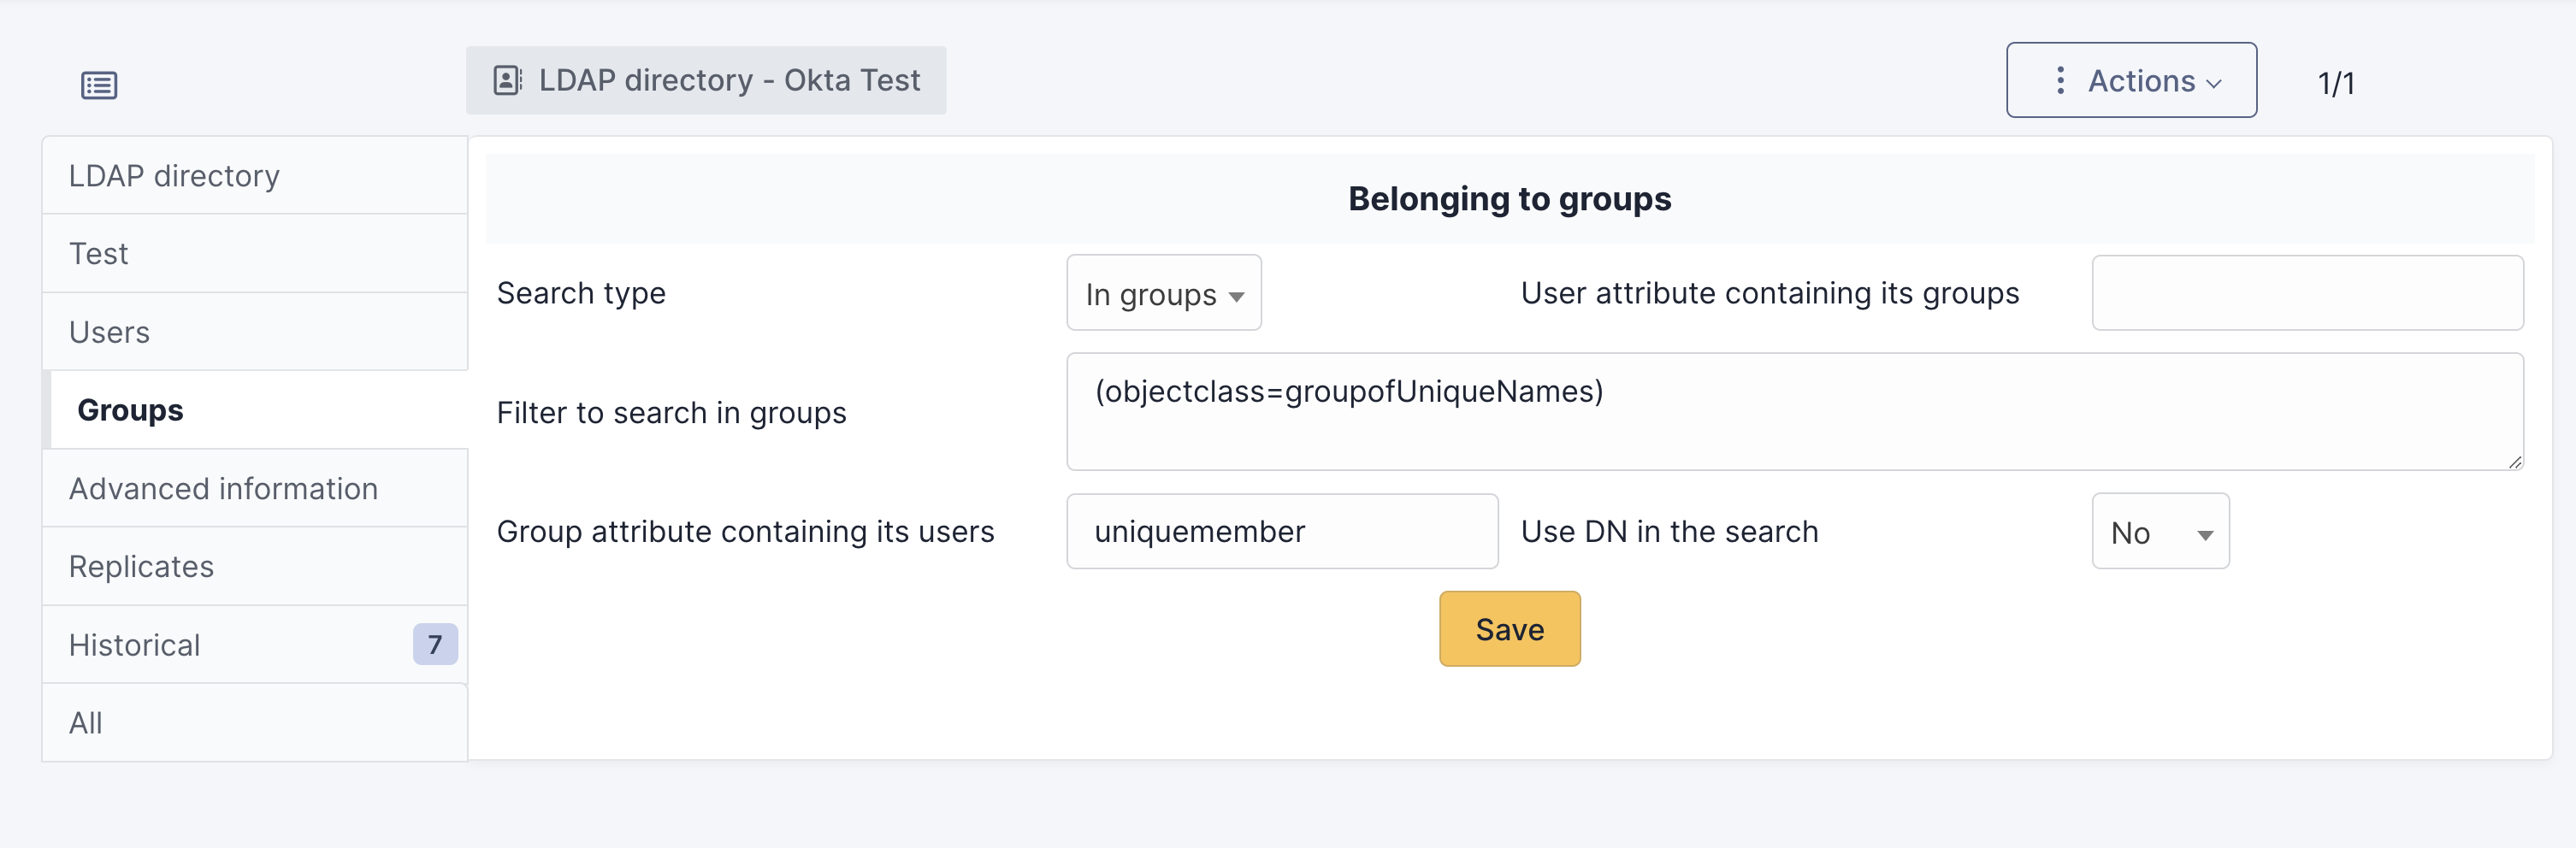 LDAP directory - Okta Test
Actions
1/1
LDAP directory
Test
Users
Groups
Advanced information
Replicates
Historical 7
All
Belonging to groups
Search type In groups User attribute containing its groups
Filter to search in groups (objectclass=groupofUniqueNames)
Group attribute containing its users uniquemember Use DN in the search No
Save